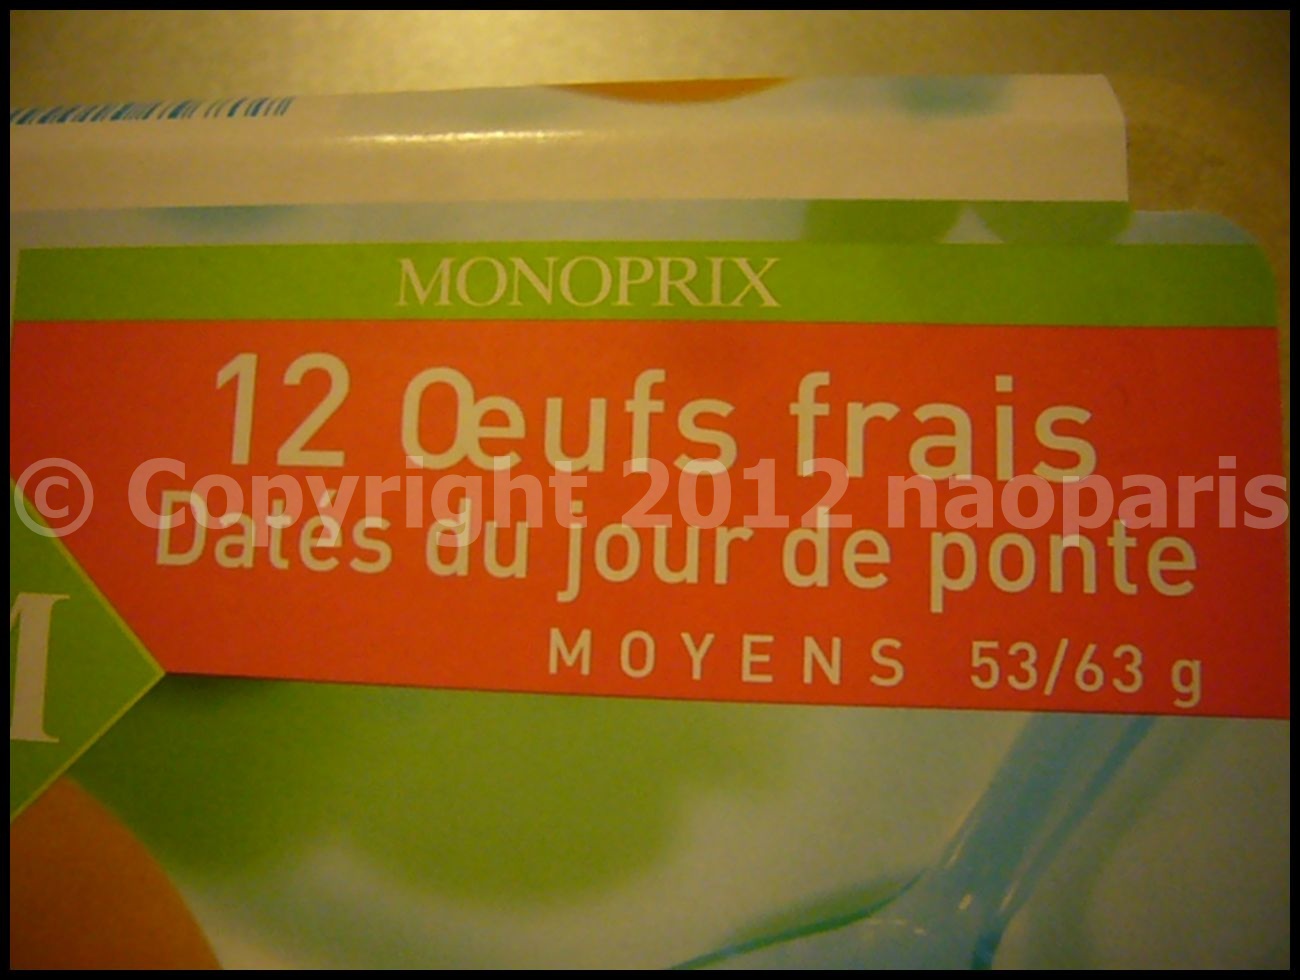 MONOPRIX
12 Œufs frais
© Copyright 2012 naoparis
Datés du jour de ponte
MOYENS 53/63 g
M